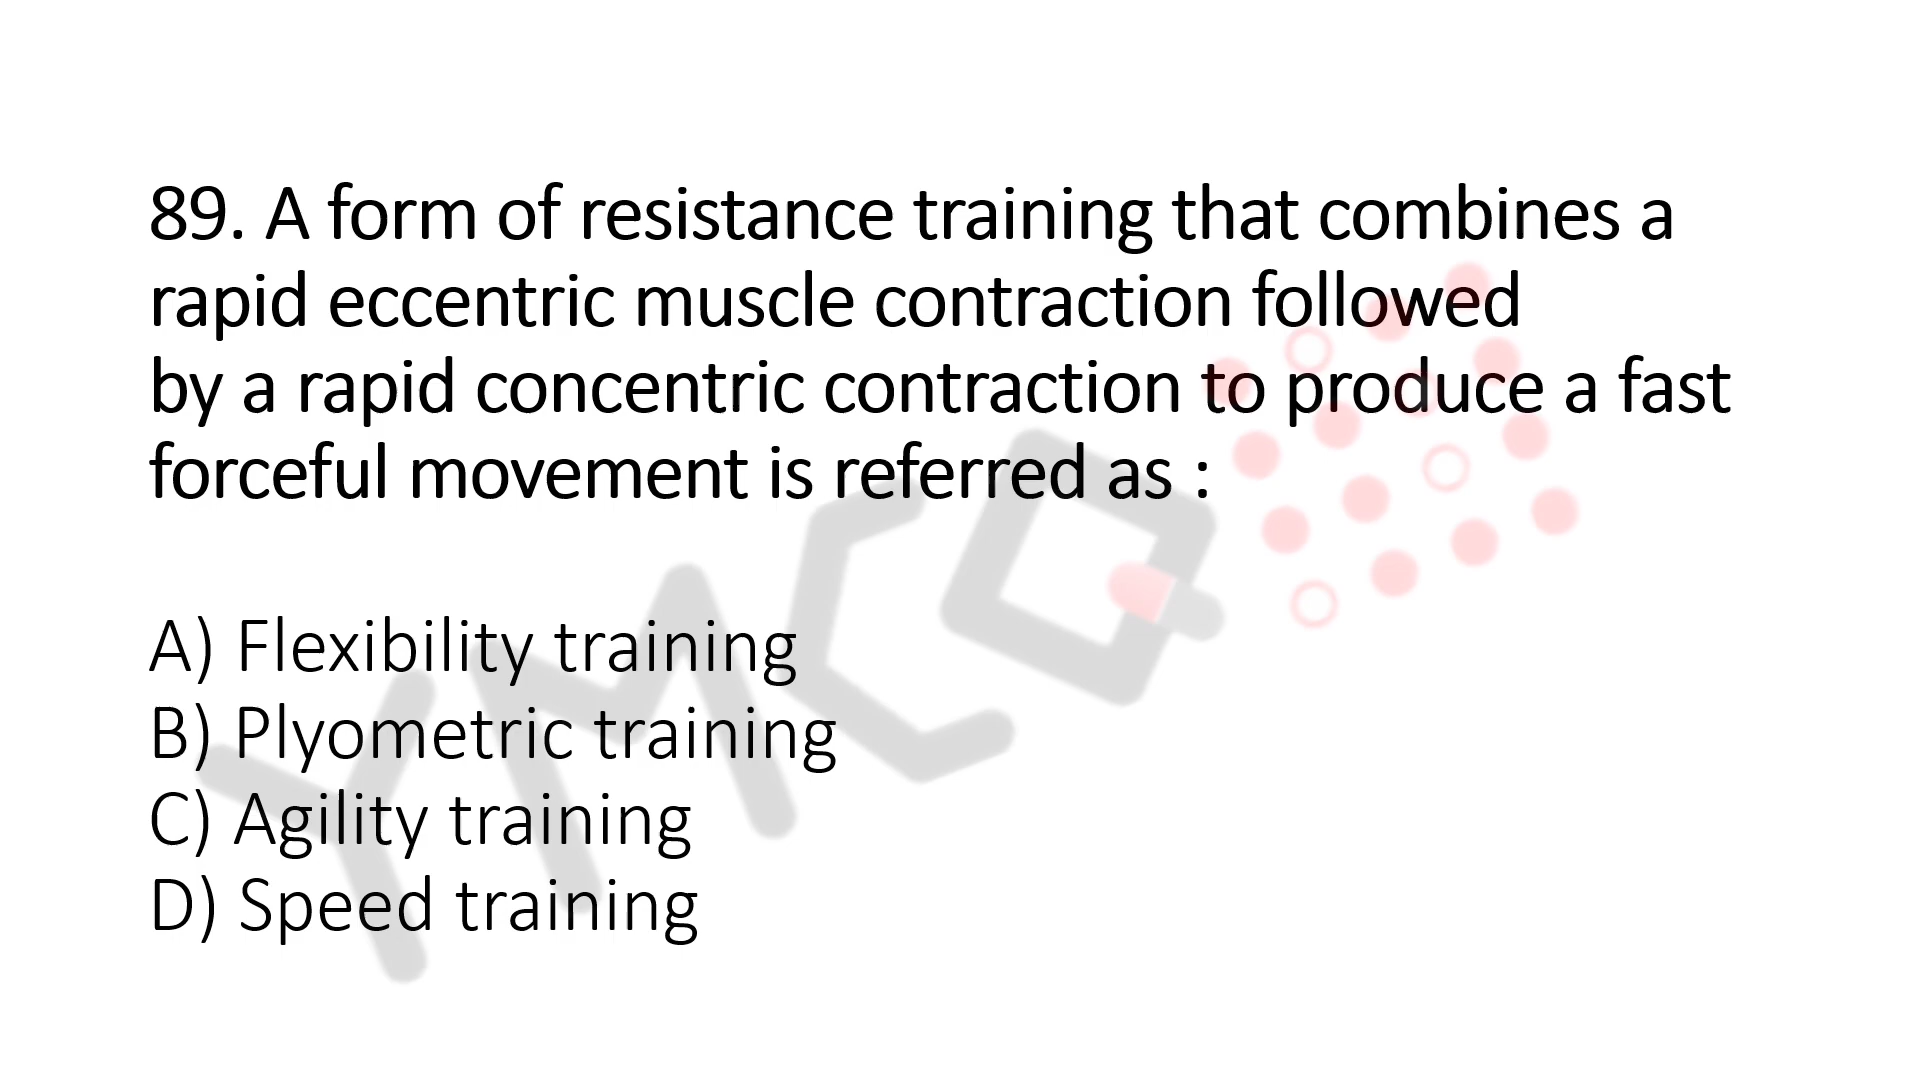 89. A form of resistance training that combines a
rapid eccentric muscle contraction followed
by a rapid concentric contraction to produce a fast
forceful movement is referred as :
A) Flexibility training
B) Plyometric training
C) Agility training
D) Speed training
YMCQ